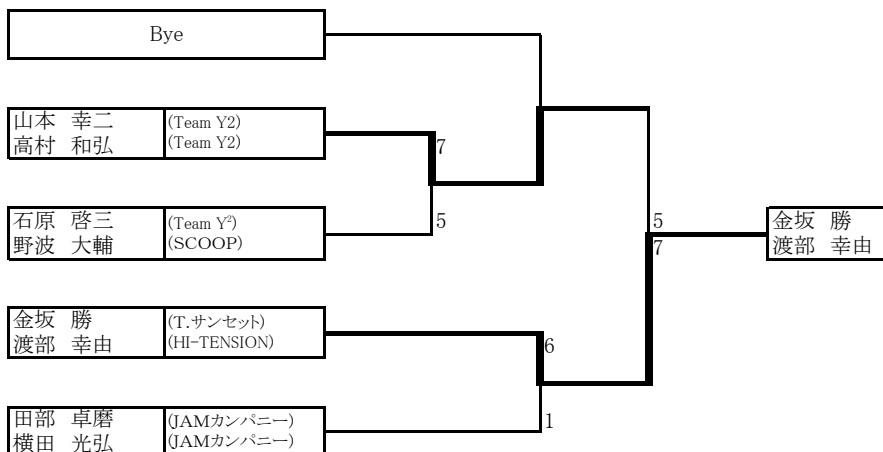 Bye
山本 幸二 (Team Y2)
高村 和弘 (Team Y2)
7
石原 啓三 (Team Y²)
野波 大輔 (SCOOP)
5
5
金坂 勝
7
渡部 幸由
金坂 勝 (T.サンセット)
渡部 幸由 (HI-TENSION)
6
田部 卓磨 (JAMカンパニー)
横田 光弘 (JAMカンパニー)
1